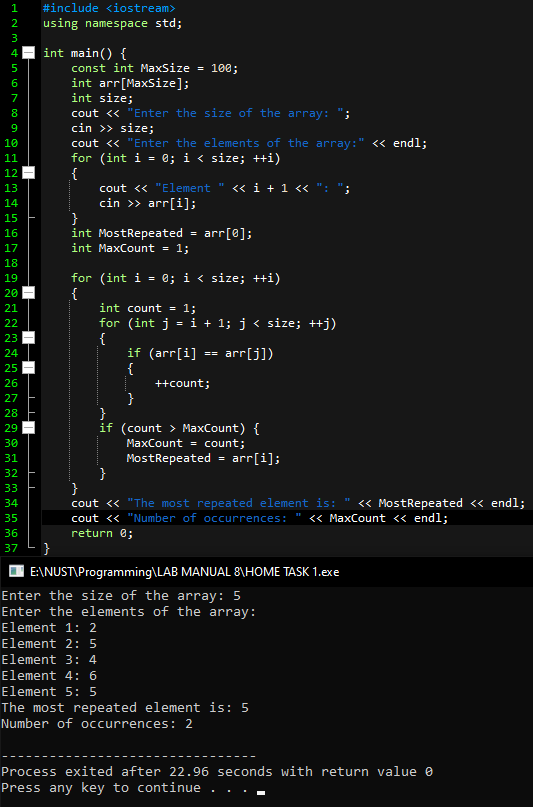 1 #include <iostream>
2 using namespace std;
3
4 int main() {
5 const int MaxSize = 100;
6 int arr[MaxSize];
7 int size;
8 cout << "Enter the size of the array: ";
9 cin >> size;
10 cout << "Enter the elements of the array:" << endl;
11 for (int i = 0; i < size; ++i)
12 {
13 cout << "Element " << i + 1 << ": ";
14 cin >> arr[i];
15 }
16 int MostRepeated = arr[0];
17 int MaxCount = 1;
18
19 for (int i = 0; i < size; ++i)
20 {
21 int count = 1;
22 for (int j = i + 1; j < size; ++j)
23 {
24 if (arr[i] == arr[j])
25 {
26 ++count;
27 }
28 }
29 if (count > MaxCount) {
30 MaxCount = count;
31 MostRepeated = arr[i];
32 }
33 }
34 cout << "The most repeated element is: " << MostRepeated << endl;
35 cout << "Number of occurrences: " << MaxCount << endl;
36 return 0;
37 }
E:\NUST\Programming\LAB MANUAL 8\HOME TASK 1.exe
Enter the size of the array: 5
Enter the elements of the array:
Element 1: 2
Element 2: 5
Element 3: 4
Element 4: 6
Element 5: 5
The most repeated element is: 5
Number of occurrences: 2
--------------------------------
Process exited after 22.96 seconds with return value 0
Press any key to continue . . .